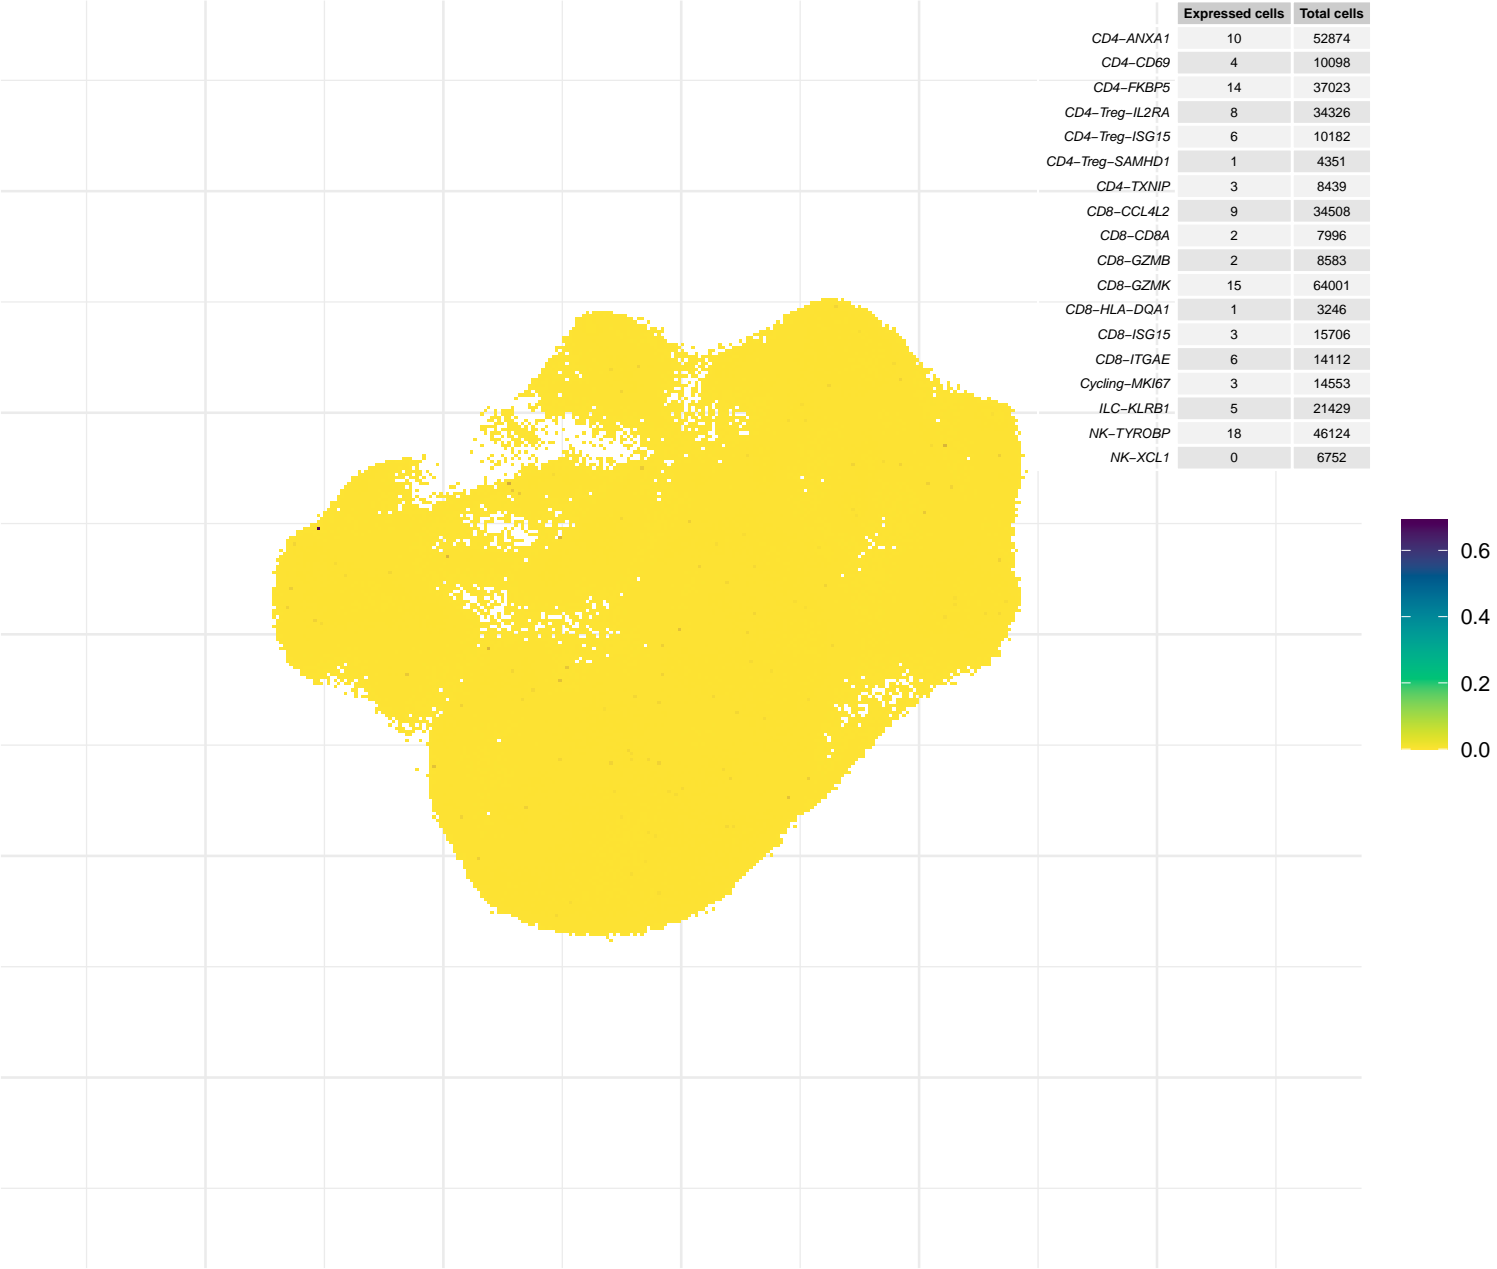 Expressed cells Total cells
CD4−ANXA1 10 52874
CD4−CD69 4 10098
CD4−FKBP5 14 37023
CD4−Treg−IL2RA 8 34326
CD4−Treg−ISG15 6 10182
CD4−Treg−SAMHD1 1 4351
CD4−TXNIP 3 8439
CD8−CCL4L2 9 34508
CD8−CD8A 2 7996
CD8−GZMB 2 8583
CD8−GZMK 15 64001
CD8−HLA−DQA1 1 3246
CD8−ISG15 3 15706
CD8−ITGAE 6 14112
Cycling−MKI67 3 14553
ILC−KLRB1 5 21429
NK−TYROBP 18 46124
NK−XCL1 0 6752
0.6
0.4
0.2
0.0